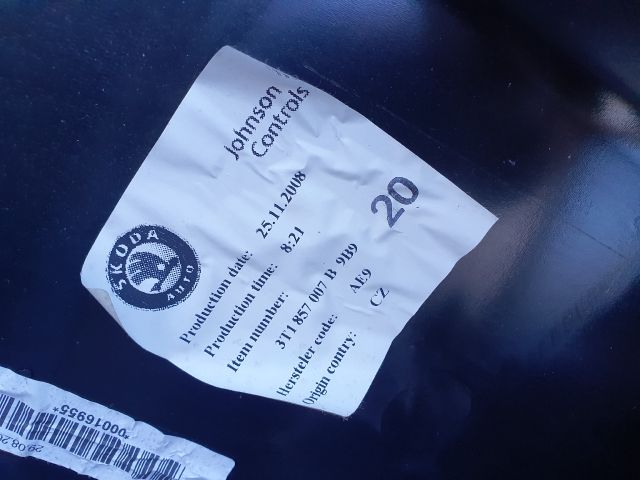 Johnson
Controls
SKODA
AUTO
20
Production date: 25.11.2008
Production time: 8:21
Item number:
3T1 857 007 B 9B9
Hersteler code: AE9
Origin contry: CZ
*00016955*